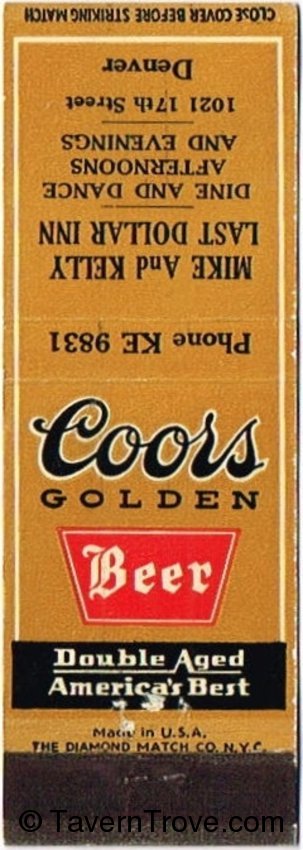 CLOSE COVER BEFORE STRIKING MATCH
Phone KE 9831
MIKE And KELLY
LAST DOLLAR INN
DINE AND DANCE
AFTERNOONS
AND EVENINGS
1021 17th Street
Denver
Coors
GOLDEN
Beer
Double Aged
America's Best
Made in U.S.A.
THE DIAMOND MATCH CO. N.Y.C.
© TavernTrove.com